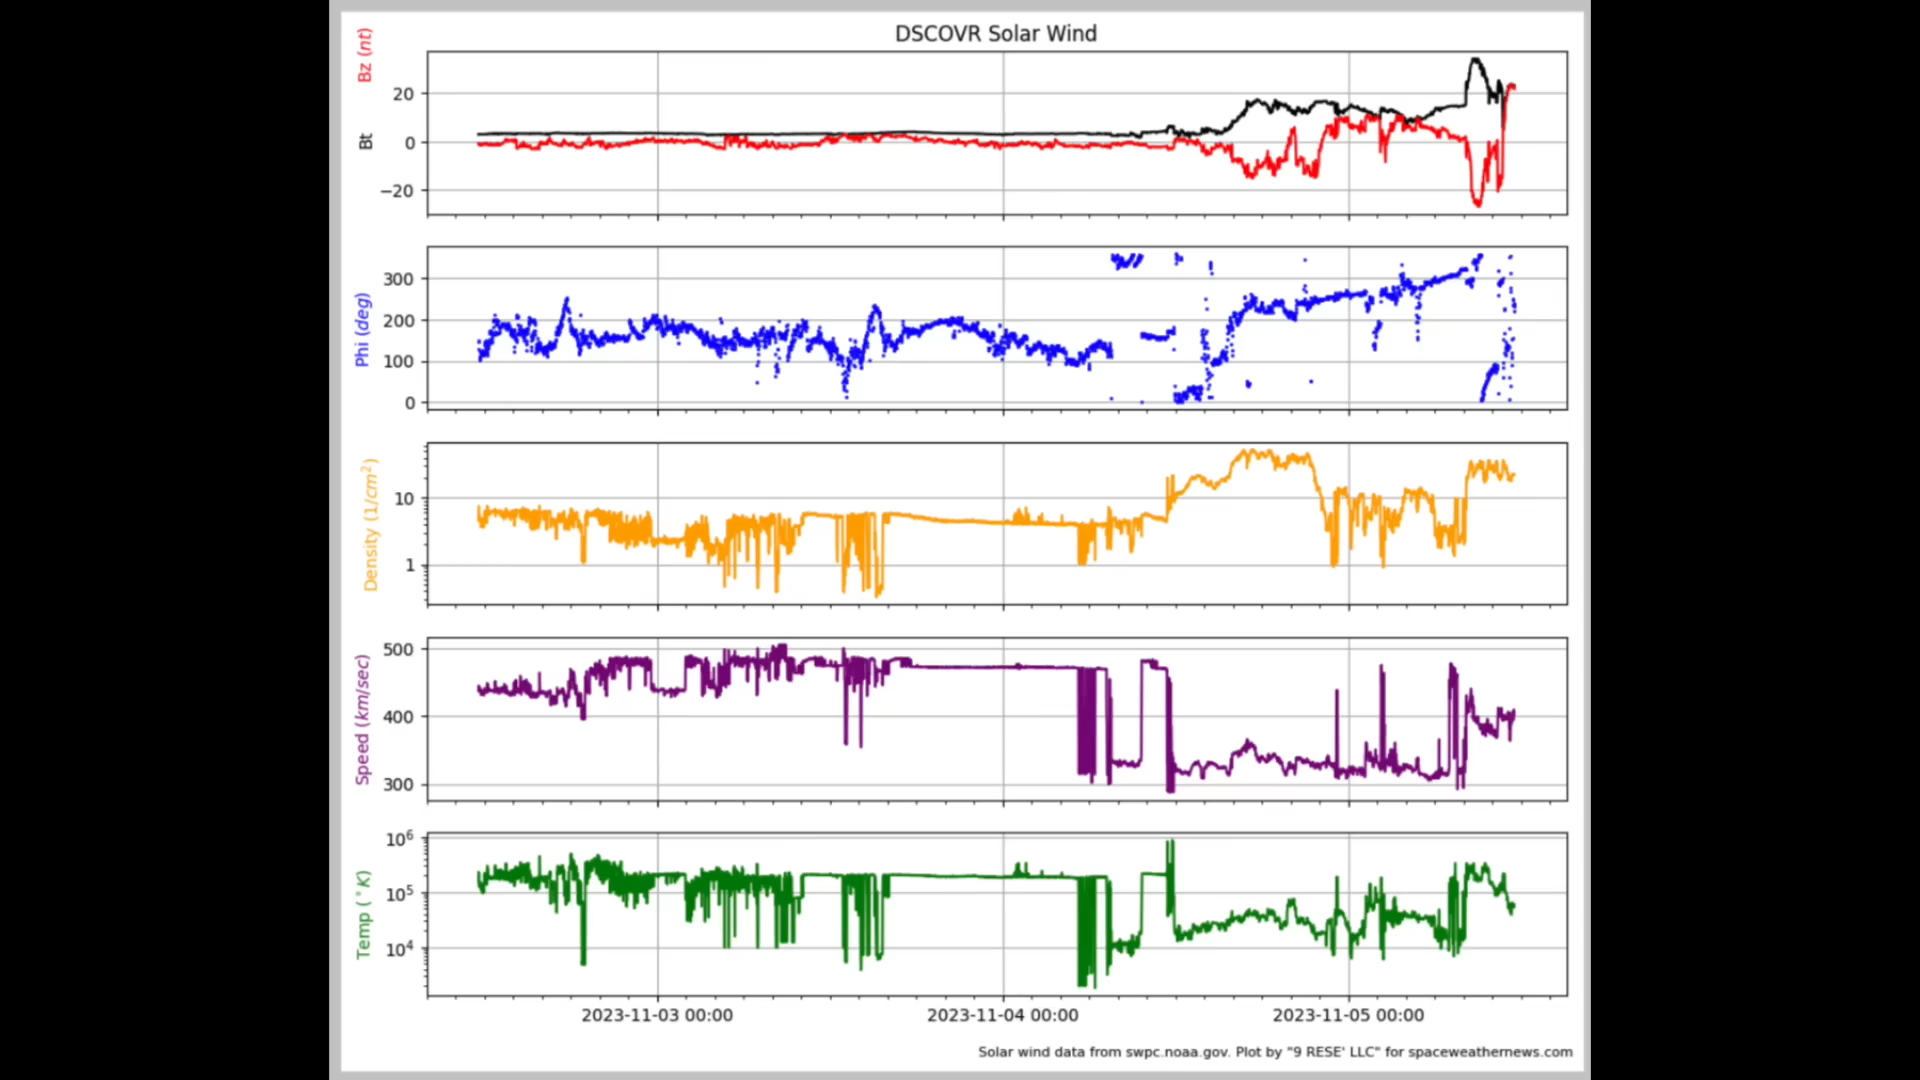 DSCOVR Solar Wind
Bz (nt)
Bt
20
0
−20
Phi (deg)
300
200
100
0
Density (1/cm²)
10
1
Speed (km/sec)
500
400
300
Temp (°K)
10⁶
10⁵
10⁴
2023-11-03 00:00 2023-11-04 00:00 2023-11-05 00:00
Solar wind data from swpc.noaa.gov. Plot by "9 RESE' LLC" for spaceweathernews.com